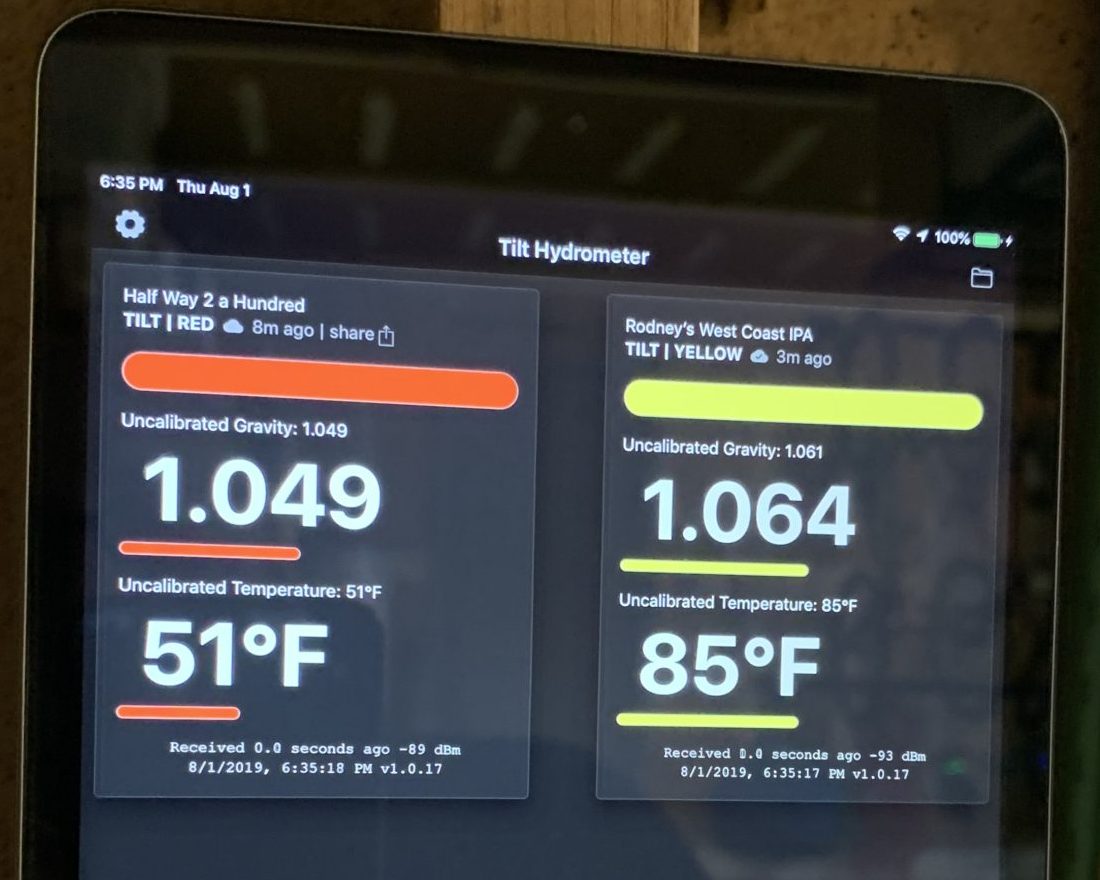 6:35 PM Thu Aug 1
100%
Tilt Hydrometer
Half Way 2 a Hundred
TILT | RED 8m ago | share
Uncalibrated Gravity: 1.049
1.049
Uncalibrated Temperature: 51°F
51°F
Received 0.0 seconds ago -89 dBm
8/1/2019, 6:35:18 PM v1.0.17
Rodney's West Coast IPA
TILT | YELLOW 3m ago
Uncalibrated Gravity: 1.061
1.064
Uncalibrated Temperature: 85°F
85°F
Received 0.0 seconds ago -93 dBm
8/1/2019, 6:35:17 PM v1.0.17